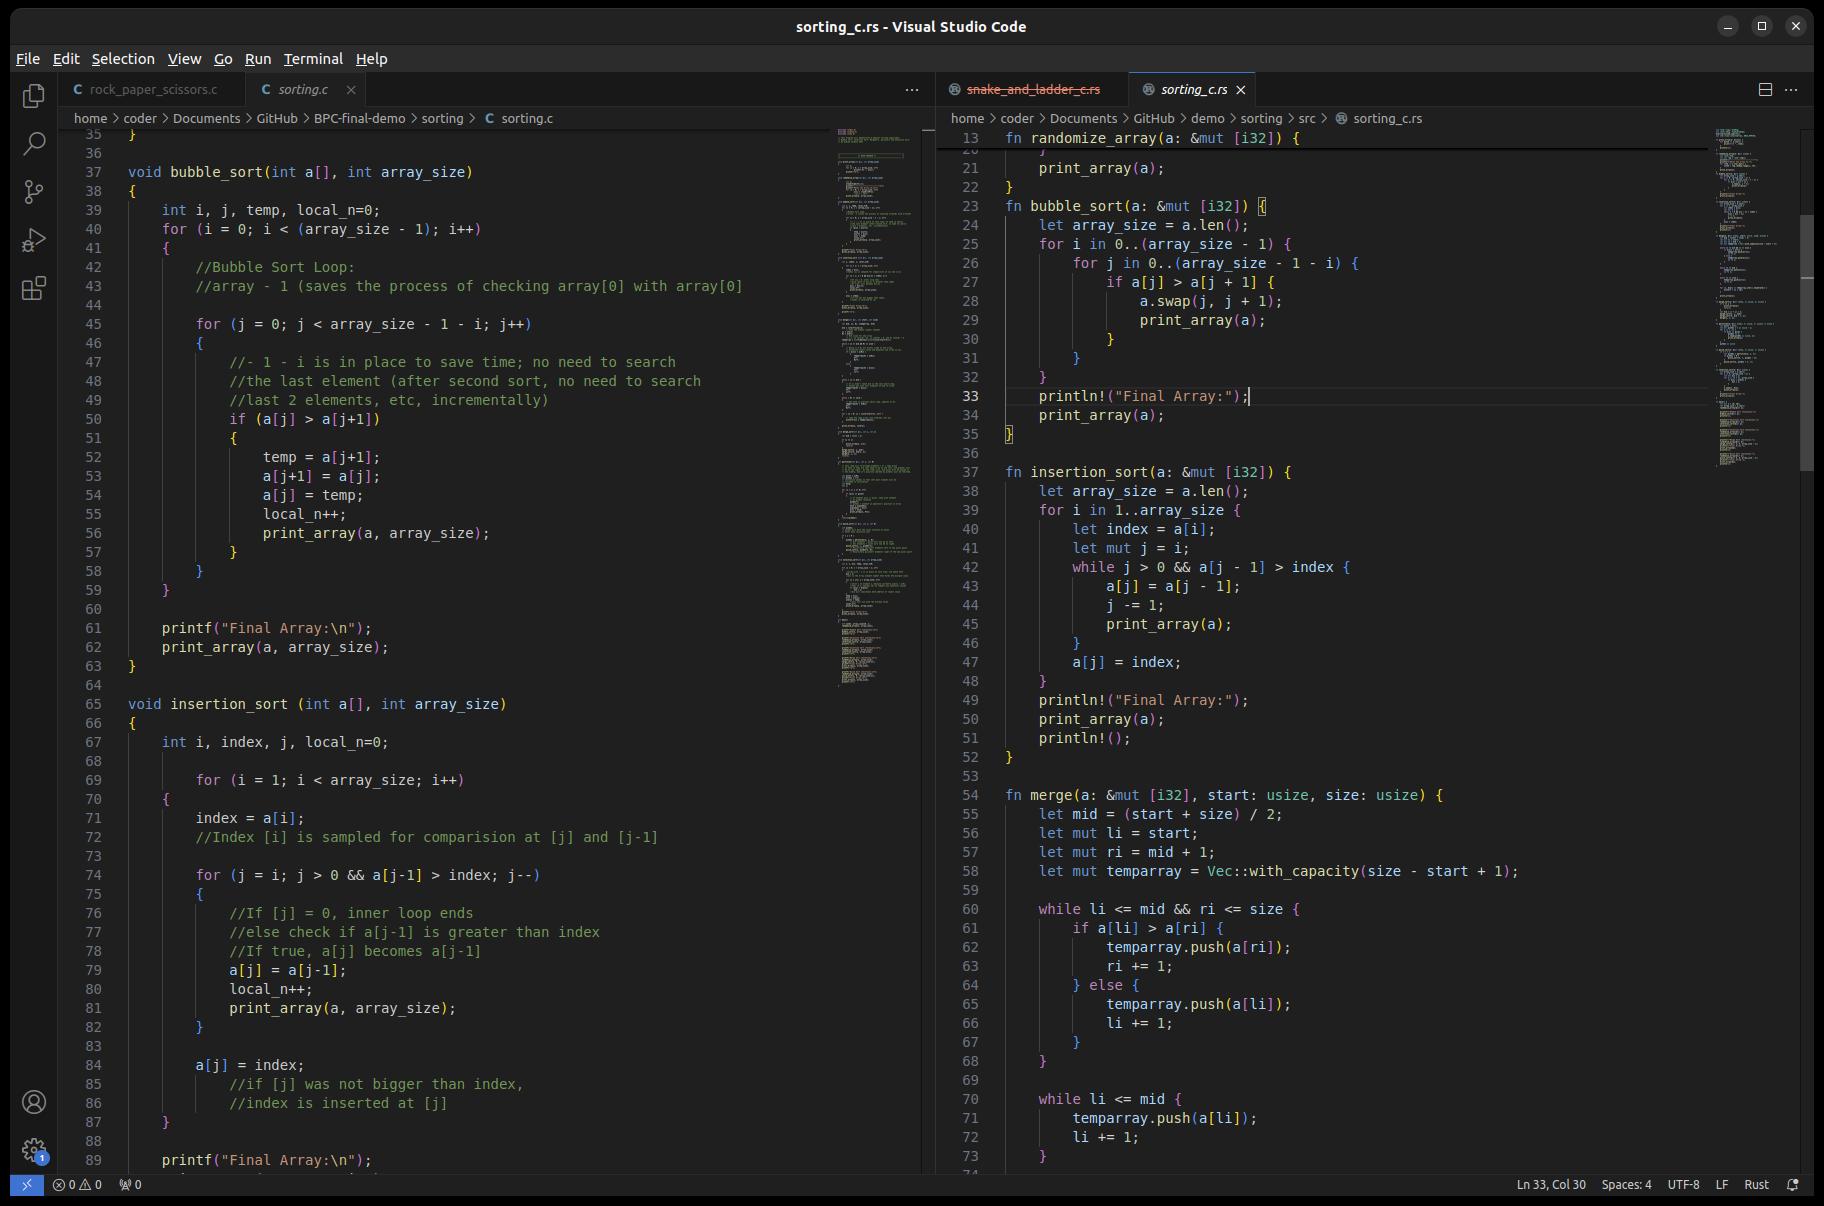 sorting_c.rs - Visual Studio Code
File Edit Selection View Go Run Terminal Help
C rock_paper_scissors.c C sorting.c
home > coder > Documents > GitHub > BPC-final-demo > sorting > C sorting.c
35 }
36
37 void bubble_sort(int a[], int array_size)
38 {
39 int i, j, temp, local_n=0;
40 for (i = 0; i < (array_size - 1); i++)
41 {
42 //Bubble Sort Loop:
43 //array - 1 (saves the process of checking array[0] with array[0]
44
45 for (j = 0; j < array_size - 1 - i; j++)
46 {
47 //- 1 - i is in place to save time; no need to search
48 //the last element (after second sort, no need to search
49 //last 2 elements, etc, incrementally)
50 if (a[j] > a[j+1])
51 {
52 temp = a[j+1];
53 a[j+1] = a[j];
54 a[j] = temp;
55 local_n++;
56 print_array(a, array_size);
57 }
58 }
59 }
60
61 printf("Final Array:\n");
62 print_array(a, array_size);
63 }
64
65 void insertion_sort (int a[], int array_size)
66 {
67 int i, index, j, local_n=0;
68
69 for (i = 1; i < array_size; i++)
70 {
71 index = a[i];
72 //Index [i] is sampled for comparision at [j] and [j-1]
73
74 for (j = i; j > 0 && a[j-1] > index; j--)
75 {
76 //If [j] = 0, inner loop ends
77 //else check if a[j-1] is greater than index
78 //If true, a[j] becomes a[j-1]
79 a[j] = a[j-1];
80 local_n++;
81 print_array(a, array_size);
82 }
83
84 a[j] = index;
85 //if [j] was not bigger than index,
86 //index is inserted at [j]
87 }
88
89 printf("Final Array:\n");
snake_and_ladder_c.rs sorting_c.rs
home > coder > Documents > GitHub > demo > sorting > src > sorting_c.rs
13 fn randomize_array(a: &mut [i32]) {
20 }
21 print_array(a);
22 }
23 fn bubble_sort(a: &mut [i32]) {
24 let array_size = a.len();
25 for i in 0..(array_size - 1) {
26 for j in 0..(array_size - 1 - i) {
27 if a[j] > a[j + 1] {
28 a.swap(j, j + 1);
29 print_array(a);
30 }
31 }
32 }
33 println!("Final Array:");
34 print_array(a);
35 }
36
37 fn insertion_sort(a: &mut [i32]) {
38 let array_size = a.len();
39 for i in 1..array_size {
40 let index = a[i];
41 let mut j = i;
42 while j > 0 && a[j - 1] > index {
43 a[j] = a[j - 1];
44 j -= 1;
45 print_array(a);
46 }
47 a[j] = index;
48 }
49 println!("Final Array:");
50 print_array(a);
51 println!();
52 }
53
54 fn merge(a: &mut [i32], start: usize, size: usize) {
55 let mid = (start + size) / 2;
56 let mut li = start;
57 let mut ri = mid + 1;
58 let mut temparray = Vec::with_capacity(size - start + 1);
59
60 while li <= mid && ri <= size {
61 if a[li] > a[ri] {
62 temparray.push(a[ri]);
63 ri += 1;
64 } else {
65 temparray.push(a[li]);
66 li += 1;
67 }
68 }
69
70 while li <= mid {
71 temparray.push(a[li]);
72 li += 1;
73 }
74
1
0 0 0 Ln 33, Col 30 Spaces: 4 UTF-8 LF Rust